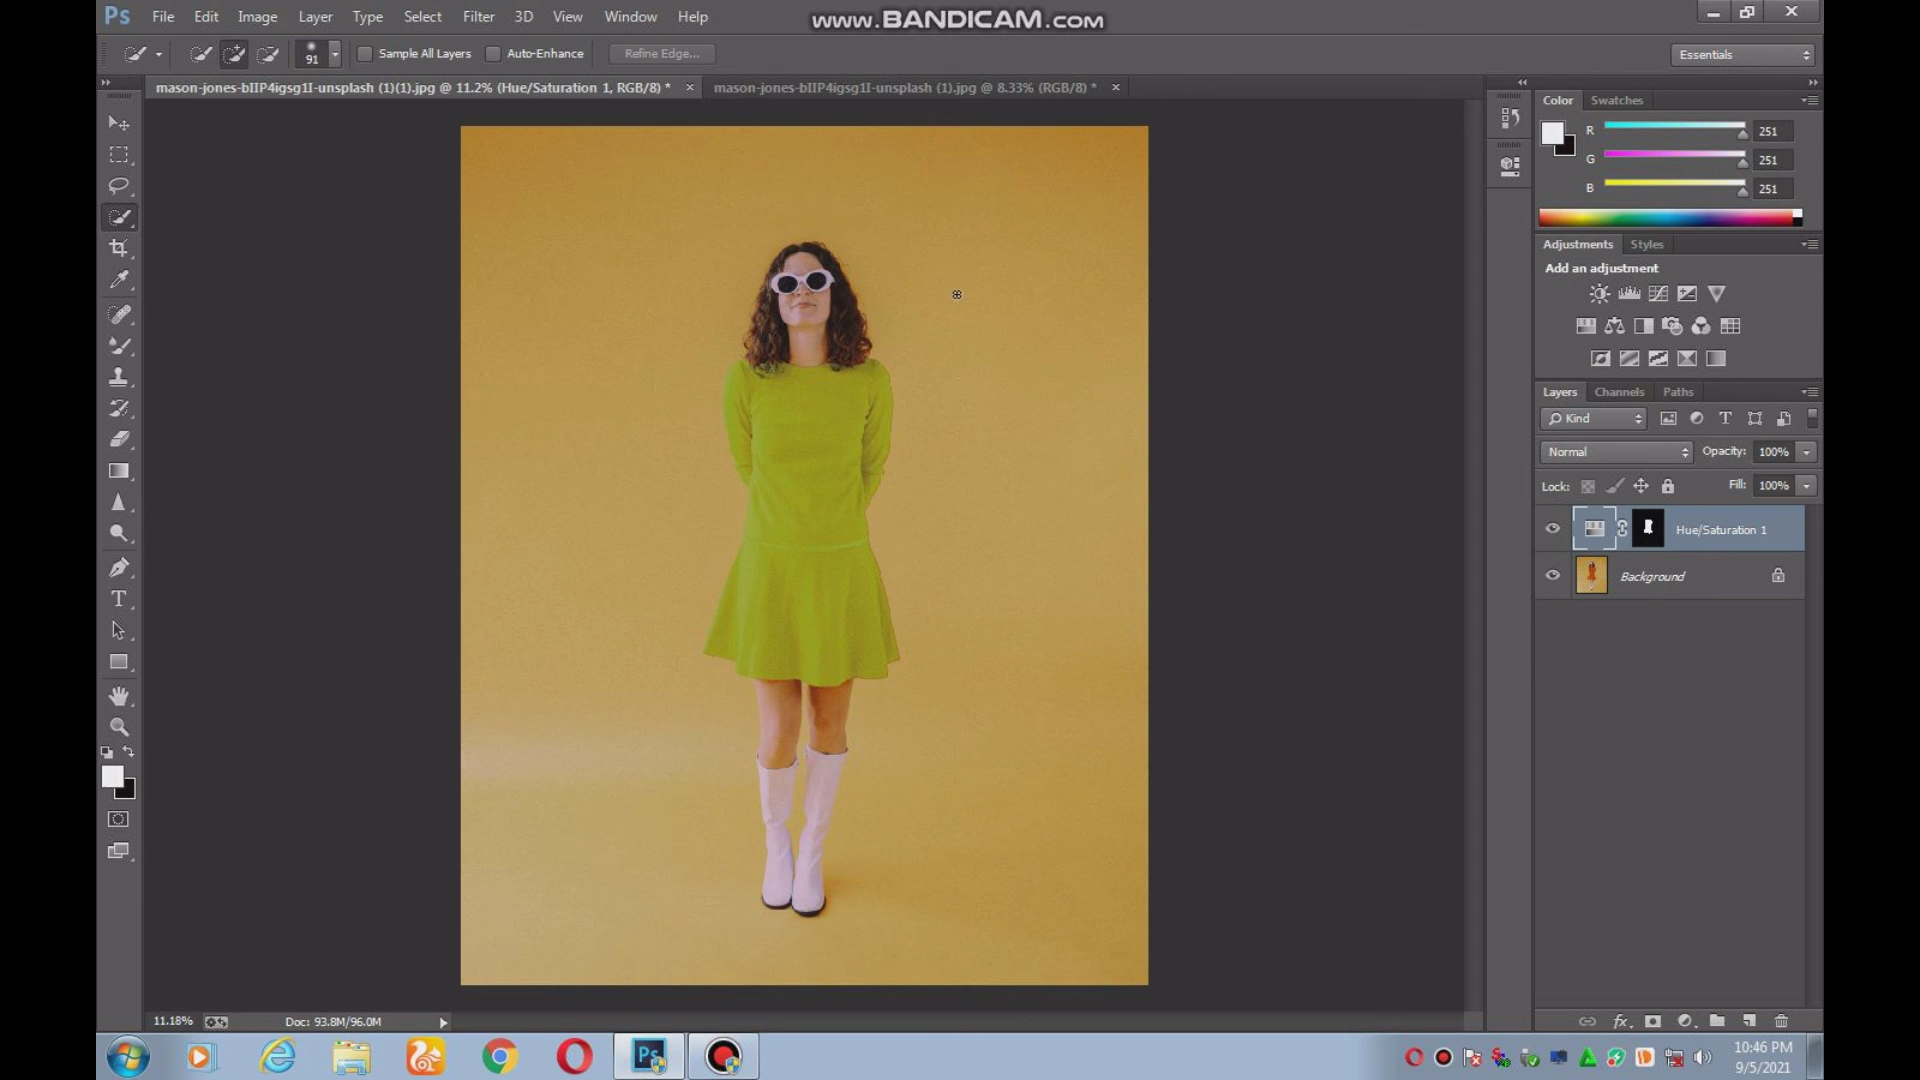 Ps File Edit Image Layer Type Select Filter 3D View Window Help
www.BANDICAM.com
91 Sample All Layers Auto-Enhance Refine Edge... Essentials
mason-jones-bIIP4igsg1I-unsplash (1)(1).jpg @ 11.2% (Hue/Saturation 1, RGB/8) * × mason-jones-bIIP4igsg1I-unsplash (1).jpg @ 8.33% (RGB/8) * ×
Color Swatches
R 251
G 251
B 251
Adjustments Styles
Add an adjustment
Layers Channels Paths
Kind
Normal Opacity: 100%
Lock: Fill: 100%
Hue/Saturation 1
Background
T
fx
11.18% Doc: 93.8M/96.0M
Ps
10:46 PM
9/5/2021